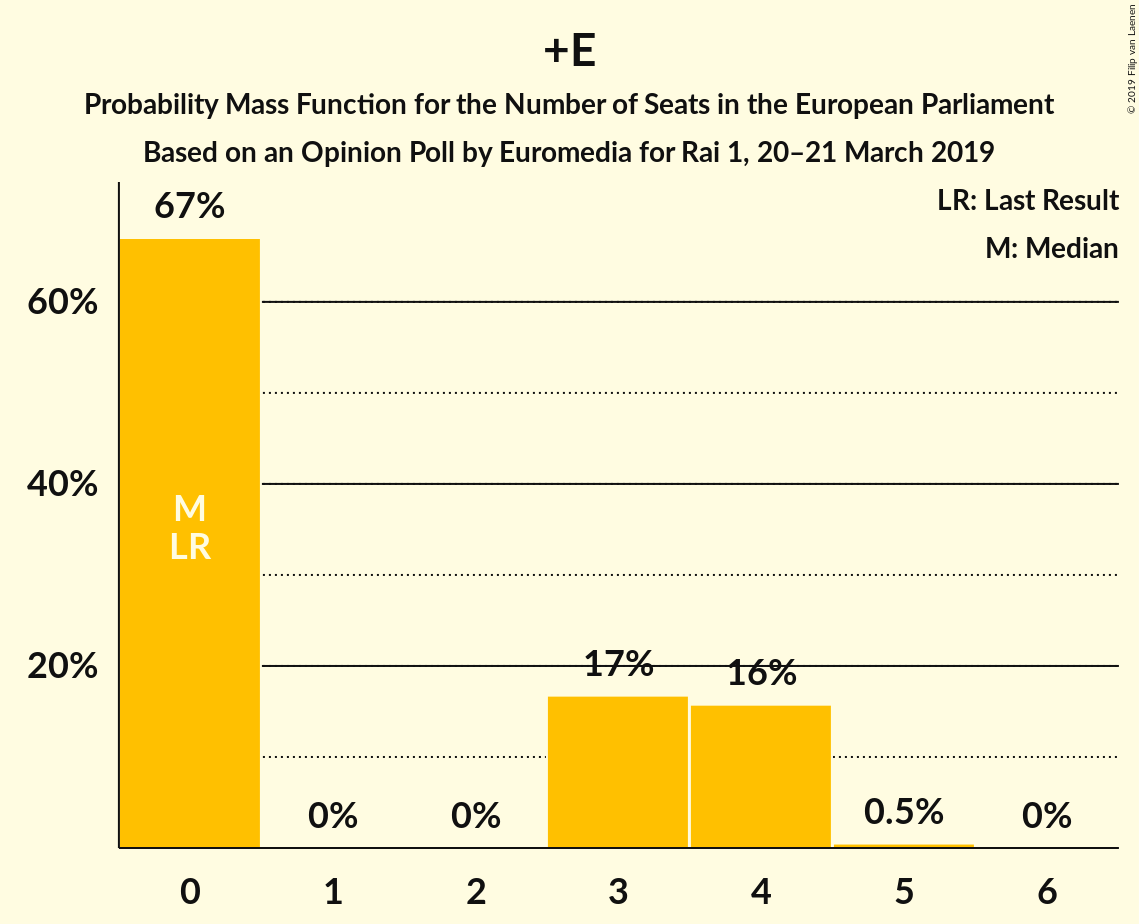 +E
Probability Mass Function for the Number of Seats in the European Parliament
Based on an Opinion Poll by Euromedia for Rai 1, 20–21 March 2019
© 2019 Filip van Laenen
LR: Last Result
M: Median
67%
60%
40%
20%
M
LR
17%
16%
0%
0%
0.5%
0%
0 1 2 3 4 5 6